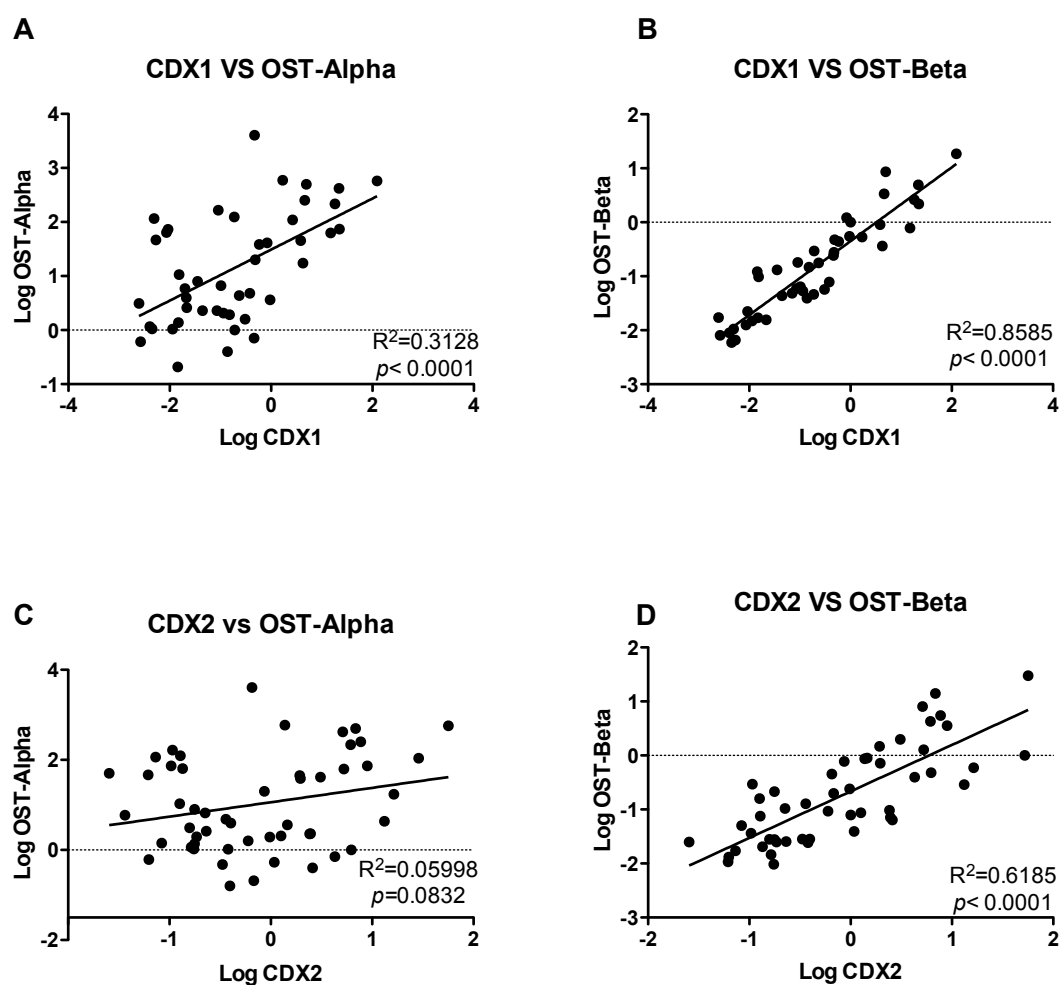 A
CDX1 VS OST-Alpha
Log OST-Alpha
4
3
2
1
0
-1
-4
-2
0
2
4
R²=0.3128
p< 0.0001
Log CDX1
B
CDX1 VS OST-Beta
Log OST-Beta
2
1
0
-1
-2
-3
-4
-2
0
2
4
R²=0.8585
p< 0.0001
Log CDX1
C
CDX2 vs OST-Alpha
Log OST-Alpha
4
2
0
-2
-2
-1
0
1
2
R²=0.05998
p=0.0832
Log CDX2
D
CDX2 VS OST-Beta
Log OST-Beta
2
1
0
-1
-2
-3
-2
-1
0
1
2
R²=0.6185
p< 0.0001
Log CDX2